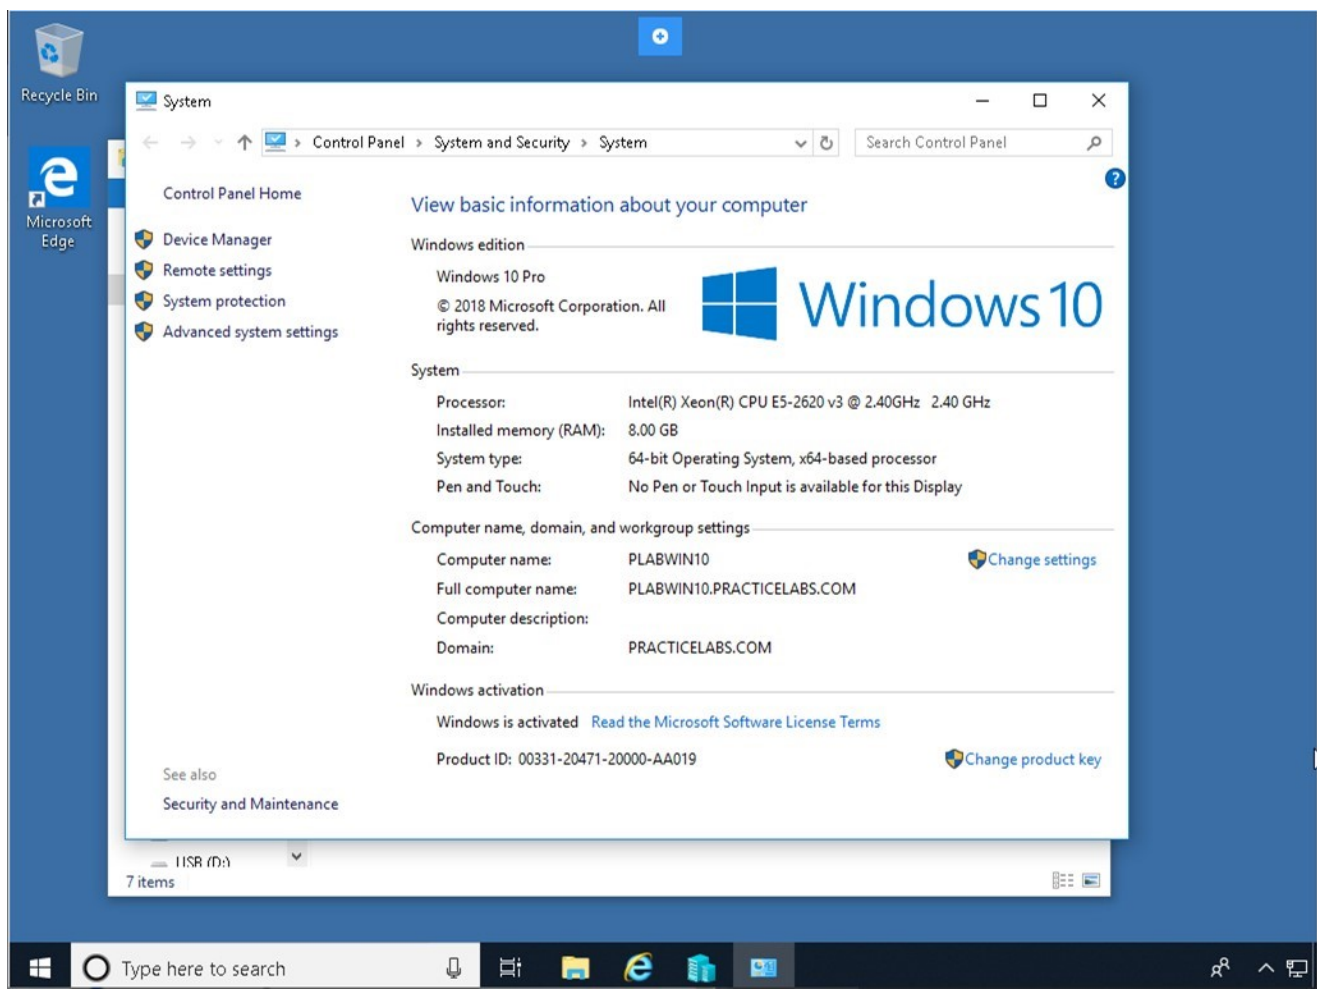 Recycle Bin
Microsoft
Edge
System
Control Panel > System and Security > System
Search Control Panel
Control Panel Home
Device Manager
Remote settings
System protection
Advanced system settings
View basic information about your computer
Windows edition
Windows 10 Pro
© 2018 Microsoft Corporation. All
rights reserved.
Windows 10
System
Processor: Intel(R) Xeon(R) CPU E5-2620 v3 @ 2.40GHz 2.40 GHz
Installed memory (RAM): 8.00 GB
System type: 64-bit Operating System, x64-based processor
Pen and Touch: No Pen or Touch Input is available for this Display
Computer name, domain, and workgroup settings
Computer name: PLABWIN10
Change settings
Full computer name: PLABWIN10.PRACTICELABS.COM
Computer description:
Domain: PRACTICELABS.COM
Windows activation
Windows is activated Read the Microsoft Software License Terms
Product ID: 00331-20471-20000-AA019
Change product key
See also
Security and Maintenance
USB (D:)
7 items
Type here to search